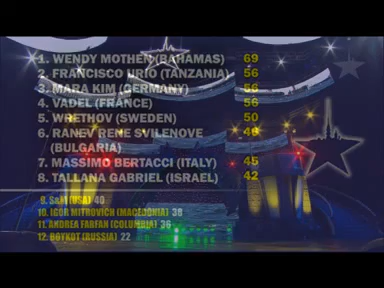 1. WENDY MOTHEN (BAHAMAS) 69
2. FRANCISCO URIO (TANZANIA) 56
3. MARA KIM (GERMANY) 56
4. VADEL (FRANCE) 56
5. WRETHOV (SWEDEN) 50
6. RANEV RENE SVILENOVE 48
(BULGARIA)
7. MASSIMO BERTACCI (ITALY) 45
8. TALLANA GABRIEL (ISRAEL) 42
9. S&M (USA) 40
10. IGOR MITROVICH (MACEDONIA) 38
11. ANDREA FARFAN (COLUMBIA) 36
12. BOYKOT (RUSSIA) 22